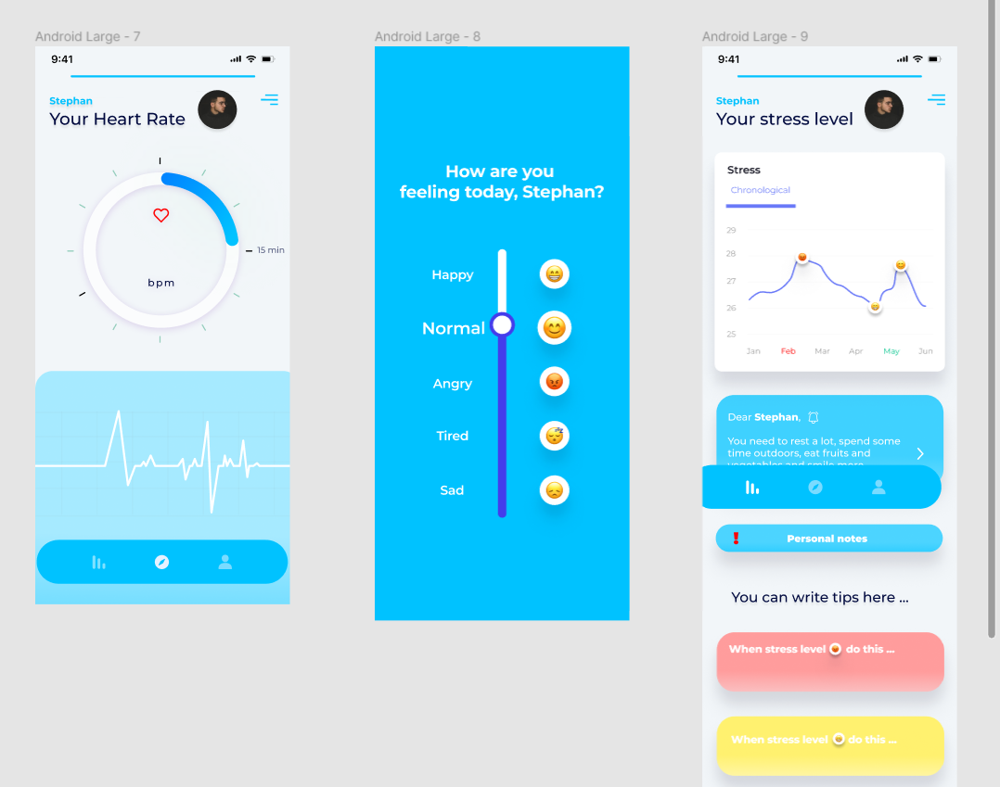 Android Large - 7
9:41
Stephan
Your Heart Rate
15 min
bpm
Android Large - 8
How are you
feeling today, Stephan?
Happy
Normal
Angry
Tired
Sad
Android Large - 9
9:41
Stephan
Your stress level
Stress
Chronological
29
28
27
26
25
Jan Feb Mar Apr May Jun
Dear Stephan,
You need to rest a lot, spend some
time outdoors, eat fruits and
vegetables and smile more
Personal notes
You can write tips here ...
When stress level do this ...
When stress level do this ...